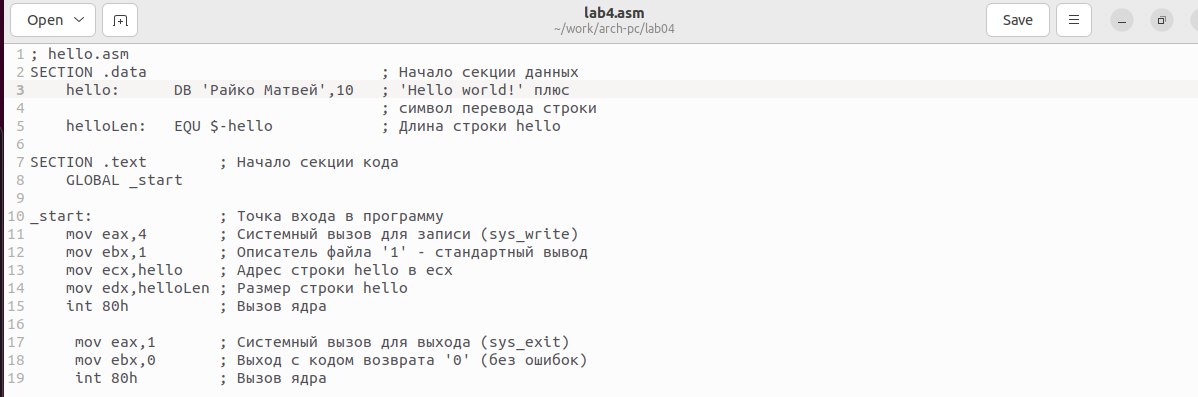 Open
lab4.asm
~/work/arch-pc/lab04
Save
1 ; hello.asm
2 SECTION .data ; Начало секции данных
3 hello: DB 'Райко Матвей',10 ; 'Hello world!' плюс
4 ; символ перевода строки
5 helloLen: EQU $-hello ; Длина строки hello
6
7 SECTION .text ; Начало секции кода
8 GLOBAL _start
9
10 _start: ; Точка входа в программу
11 mov eax,4 ; Системный вызов для записи (sys_write)
12 mov ebx,1 ; Описатель файла '1' - стандартный вывод
13 mov ecx,hello ; Адрес строки hello в ecx
14 mov edx,helloLen ; Размер строки hello
15 int 80h ; Вызов ядра
16
17 mov eax,1 ; Системный вызов для выхода (sys_exit)
18 mov ebx,0 ; Выход с кодом возврата '0' (без ошибок)
19 int 80h ; Вызов ядра